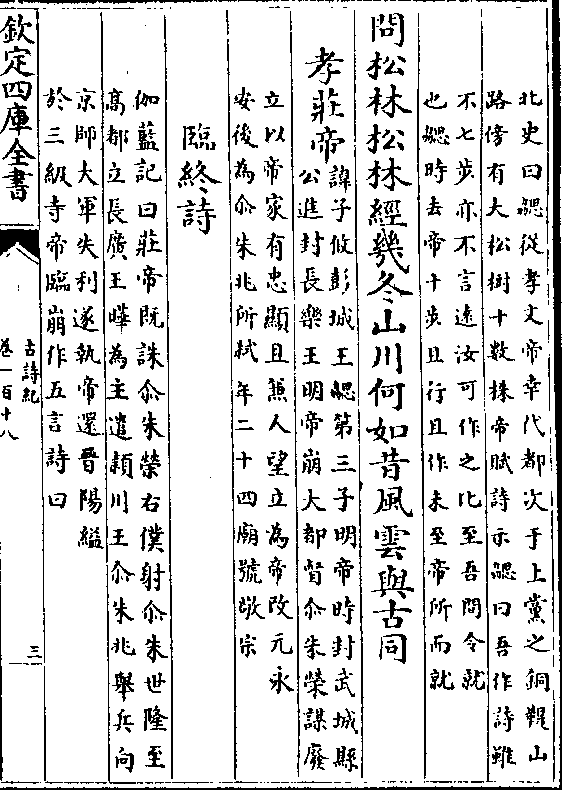 北史曰勰從孝文帝幸代都次于上黨之銅鞮山
路傍有大松樹十數株帝賦詩示勰曰吾作詩雖
不七步亦不言遠汝可作之比至吾間令就
也勰時去帝十步且行且作未至帝所而就
問松林松林經幾冬山川何如昔風雲與古同
孝莊帝
諱子攸彭城王勰第三子明帝時封武城縣
公進封長樂王明帝崩大都督尒朱榮謀廢
立以帝家有忠顯且兼人望立為帝改元永
安後為尒朱兆所弑年二十四廟號敬宗
臨終詩
伽藍記曰莊帝既誅尒朱榮右僕射尒朱世隆至
高都立長廣王曄為主遣潁川王尒朱兆舉兵向
京師大軍失利遂執帝還晉陽縊
於三級寺帝臨崩作五言詩曰
欽定四庫全書
古詩紀
卷一百十八
三